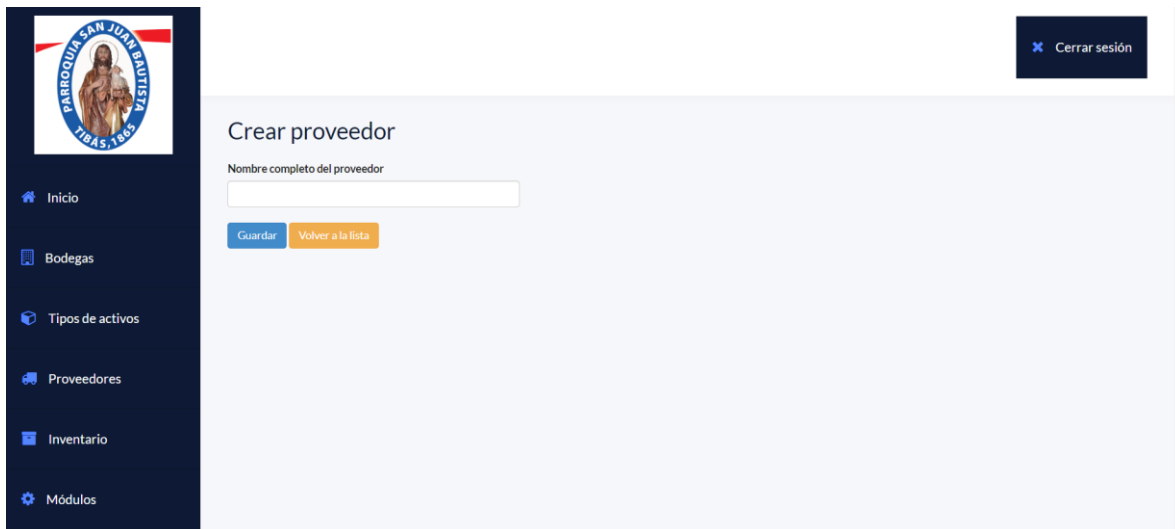 PARROQUIA SAN JUAN BAUTISTA
TIBÁS, 1865
Cerrar sesión
Crear proveedor
Nombre completo del proveedor
Guardar
Volver a la lista
Inicio
Bodegas
Tipos de activos
Proveedores
Inventario
Módulos